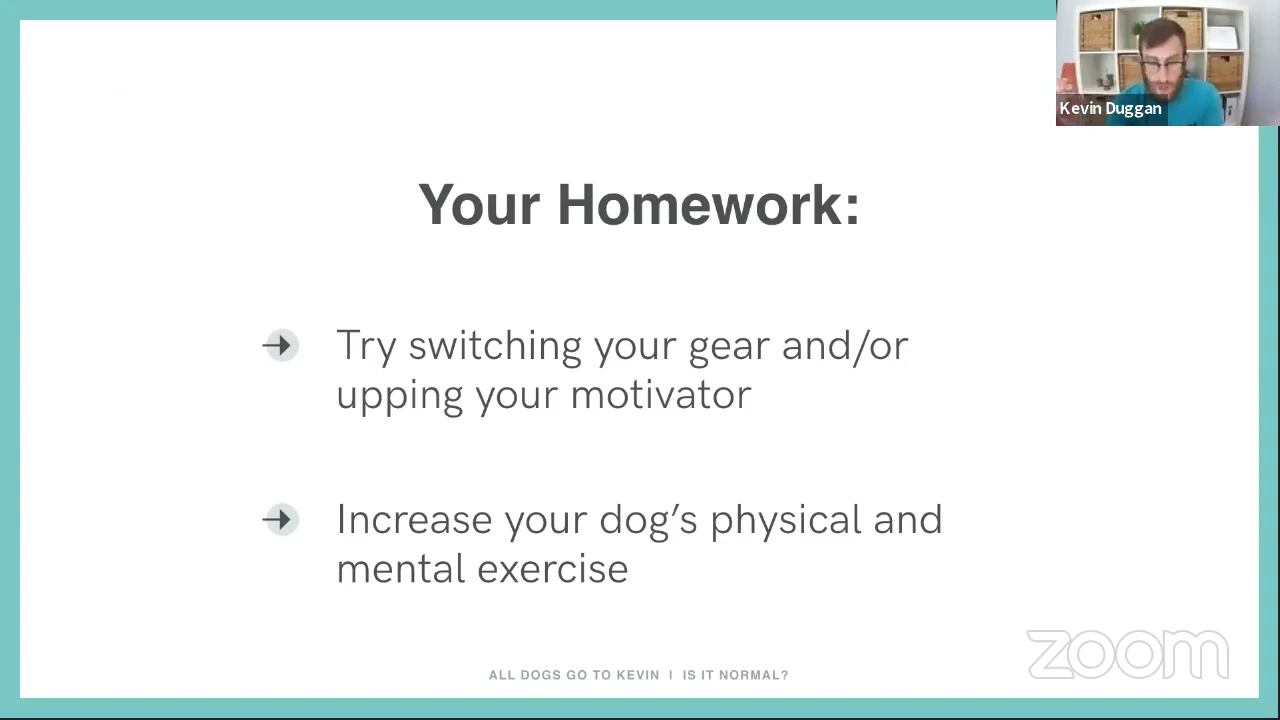 Kevin Duggan
Your Homework:
Try switching your gear and/or
upping your motivator
Increase your dog’s physical and
mental exercise
zoom
ALL DOGS GO TO KEVIN | IS IT NORMAL?